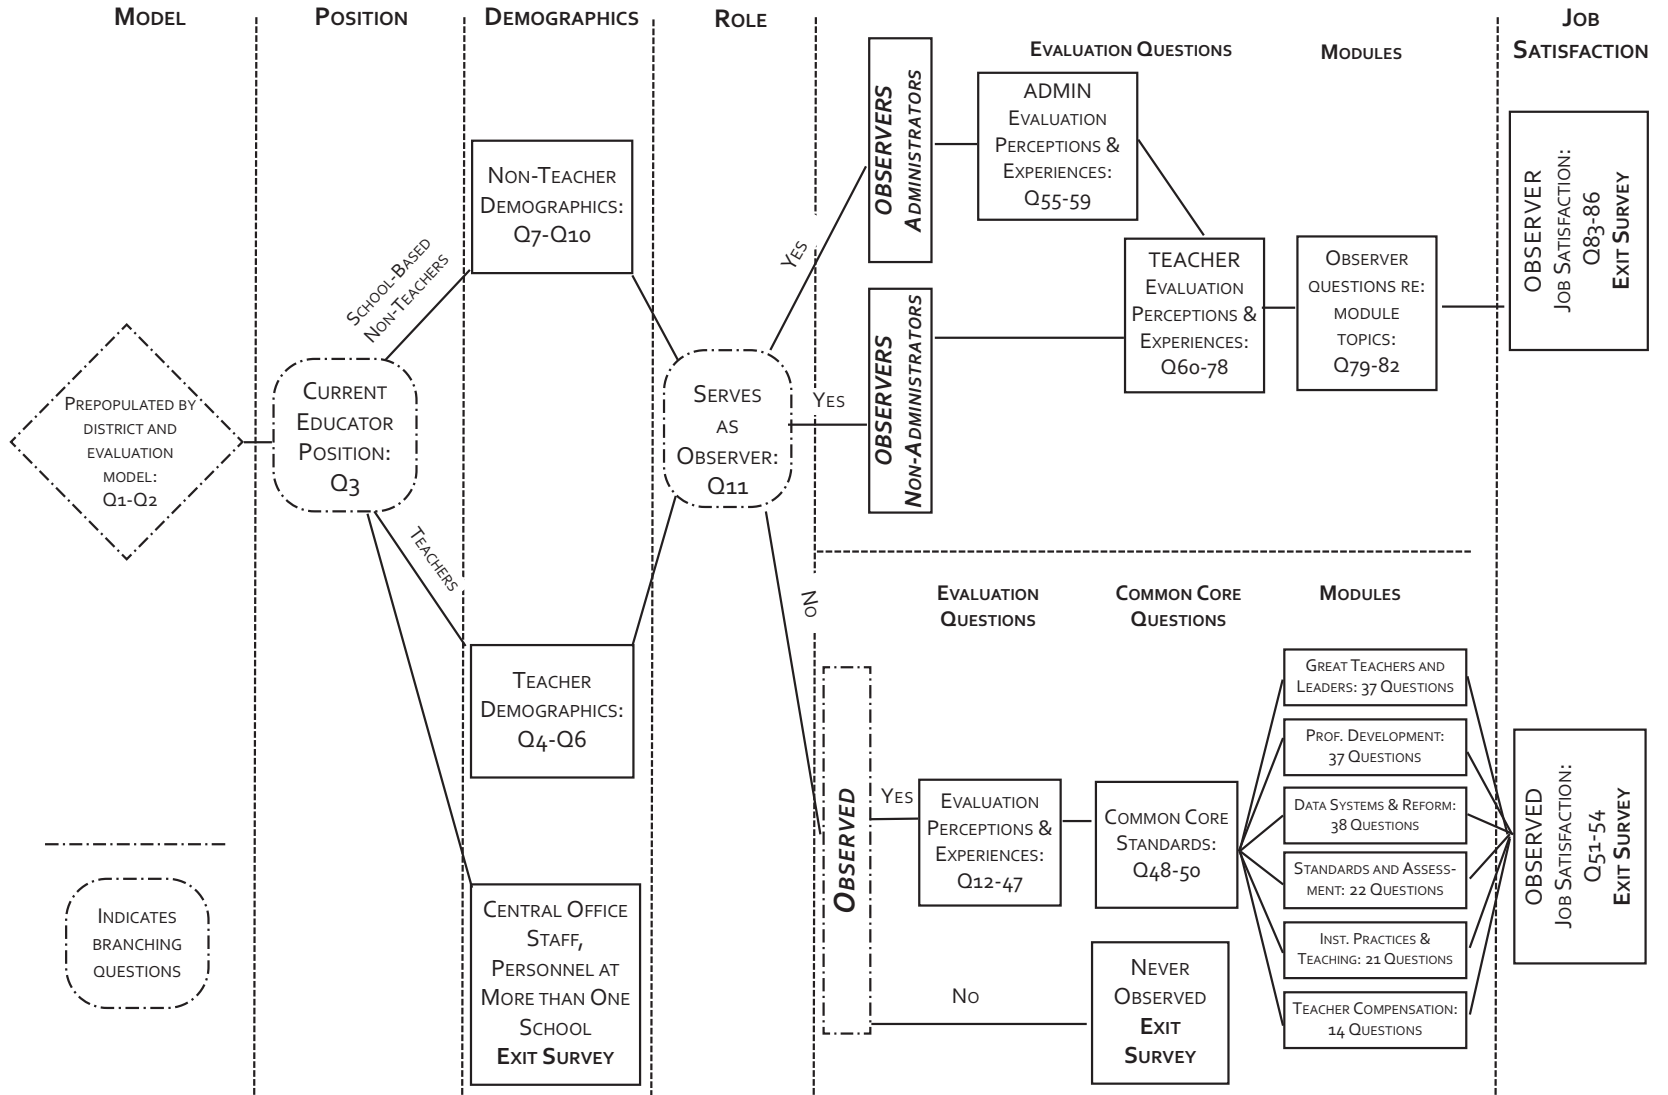 Model
Position
Demographics
Role
Job
Satisfaction
Evaluation Questions
Modules
Prepopulated by
district and
evaluation
model:
Q1-Q2
Current
Educator
Position:
Q3
School-Based
Non-Teachers
Teachers
Non-Teacher
Demographics:
Q7-Q10
Teacher
Demographics:
Q4-Q6
Central Office
Staff,
Personnel at
More than One
School
Exit Survey
Serves
as
Observer:
Q11
Yes
Yes
No
OBSERVERS
Administrators
OBSERVERS
Non-Administrators
ADMIN
Evaluation
Perceptions &
Experiences:
Q55-59
TEACHER
Evaluation
Perceptions &
Experiences:
Q60-78
Observer
questions re:
module
topics:
Q79-82
OBSERVER
Job Satisfaction:
Q83-86
Exit Survey
Evaluation
Questions
Common Core
Questions
Modules
Observed
Yes
No
Evaluation
Perceptions &
Experiences:
Q12-47
Common Core
Standards:
Q48-50
Never
Observed
Exit
Survey
Great Teachers and
Leaders: 37 Questions
Prof. Development:
37 Questions
Data Systems & Reform:
38 Questions
Standards and Assess-
ment: 22 Questions
Inst. Practices &
Teaching: 21 Questions
Teacher Compensation:
14 Questions
OBSERVED
Job Satisfaction:
Q51-54
Exit Survey
Indicates
branching
questions